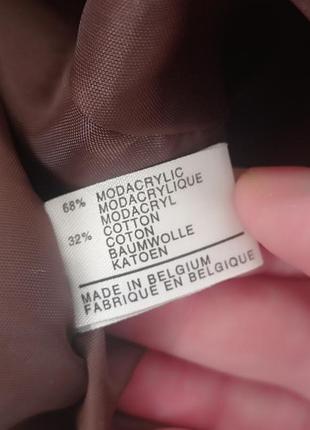 68% MODACRYLIC
MODACRYLIQUE
MODACRYL
32% COTTON
COTON
BAUMWOLLE
KATOEN
MADE IN BELGIUM
FABRIQUE EN BELGIQUE